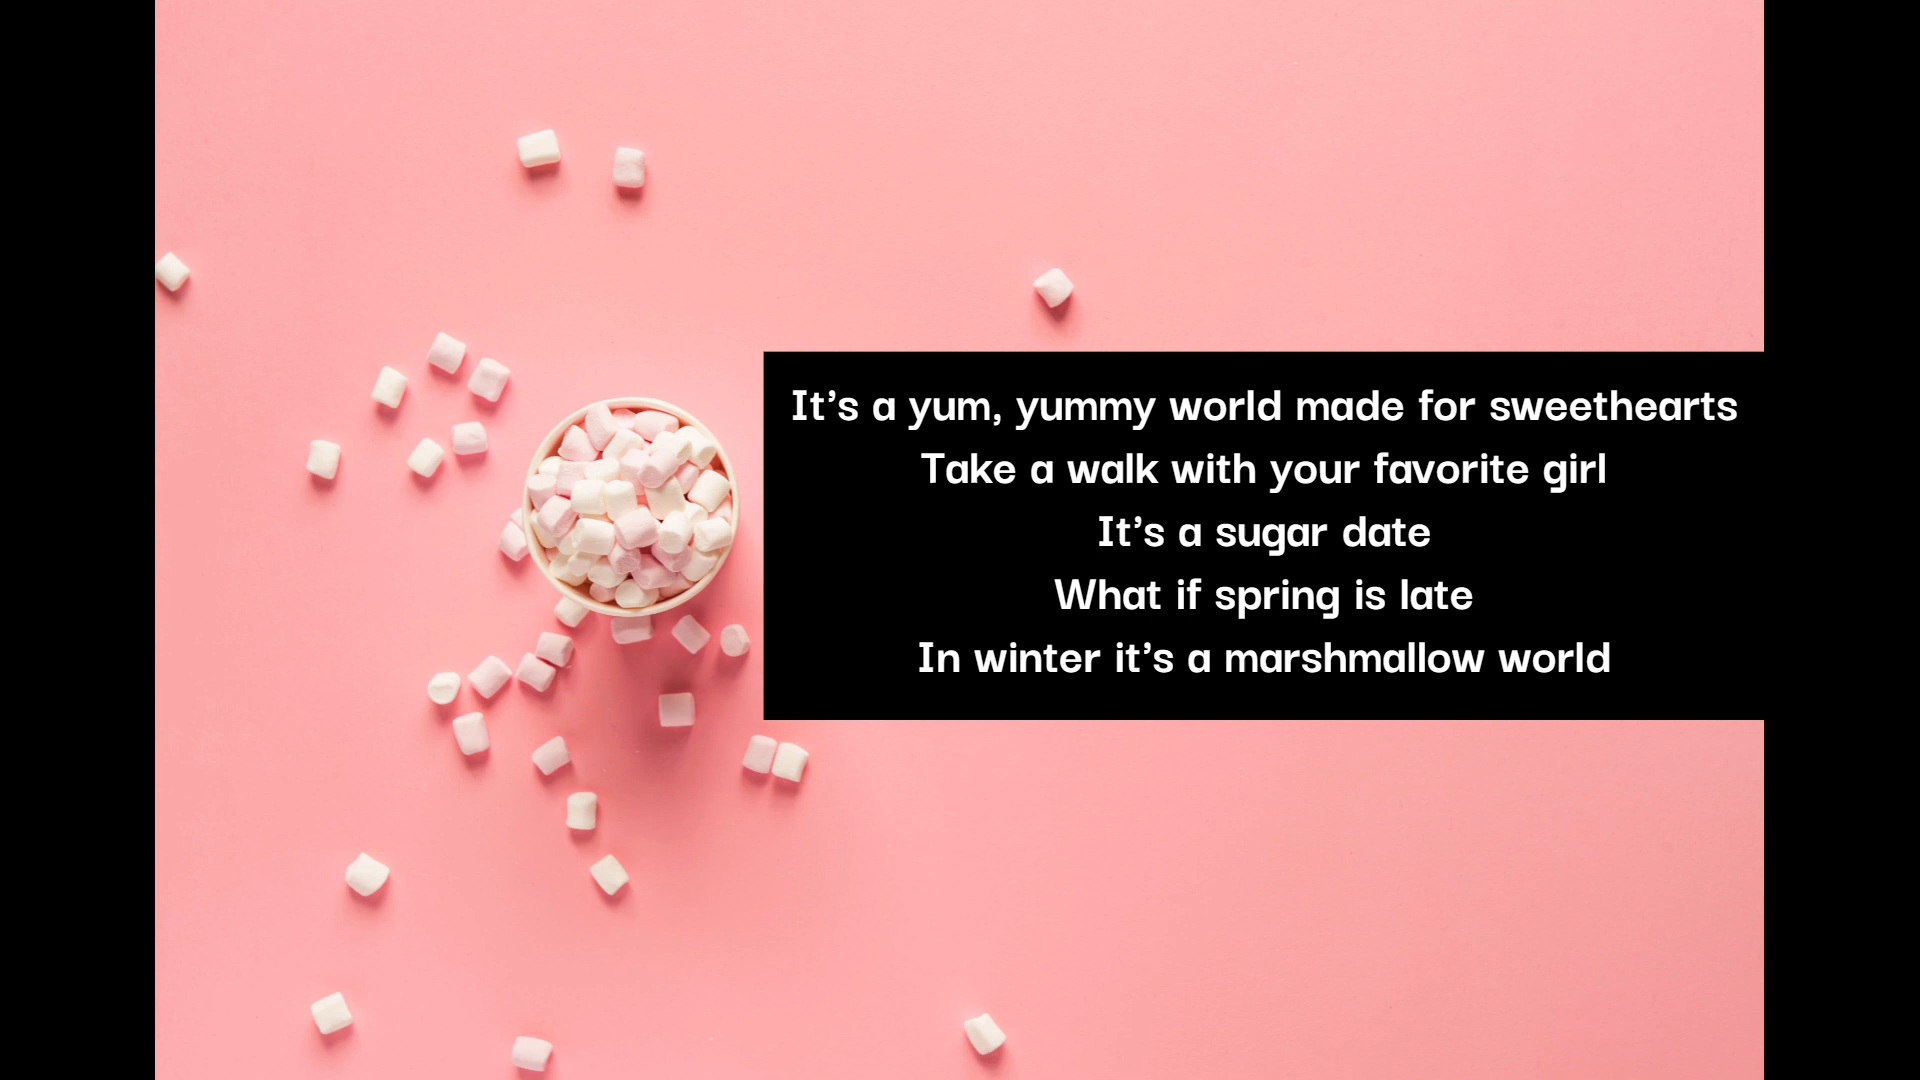 It’s a yum, yummy world made for sweethearts
Take a walk with your favorite girl
It’s a sugar date
What if spring is late
In winter it’s a marshmallow world